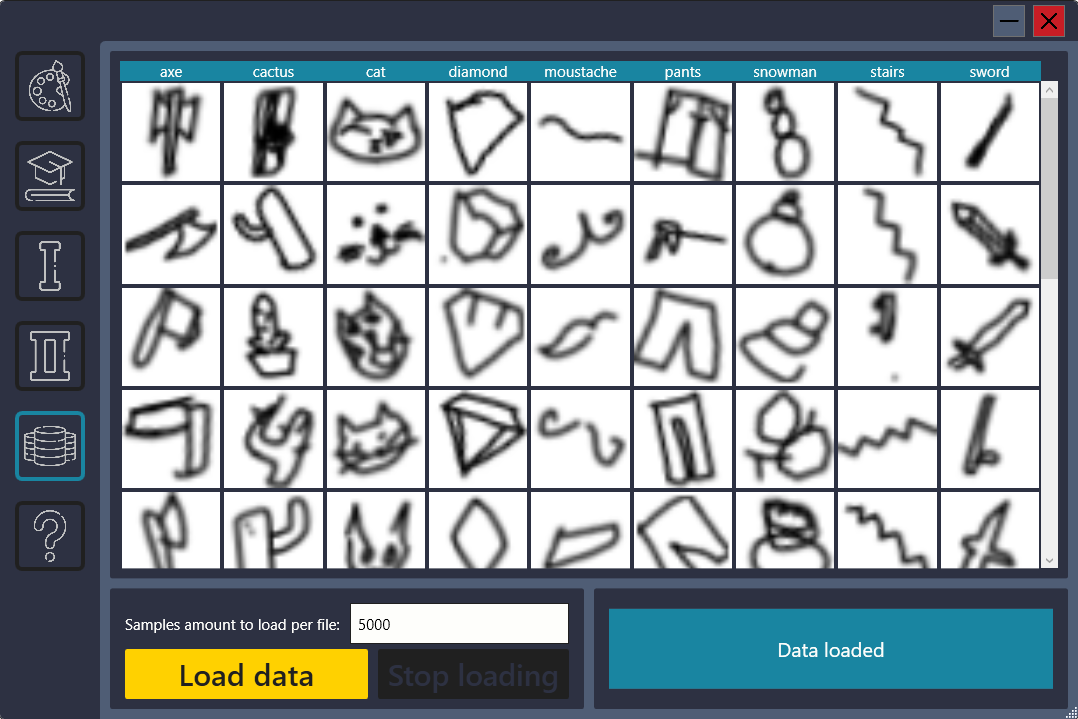 axe cactus cat diamond moustache pants snowman stairs sword
Samples amount to load per file: 5000
Load data Stop loading
Data loaded